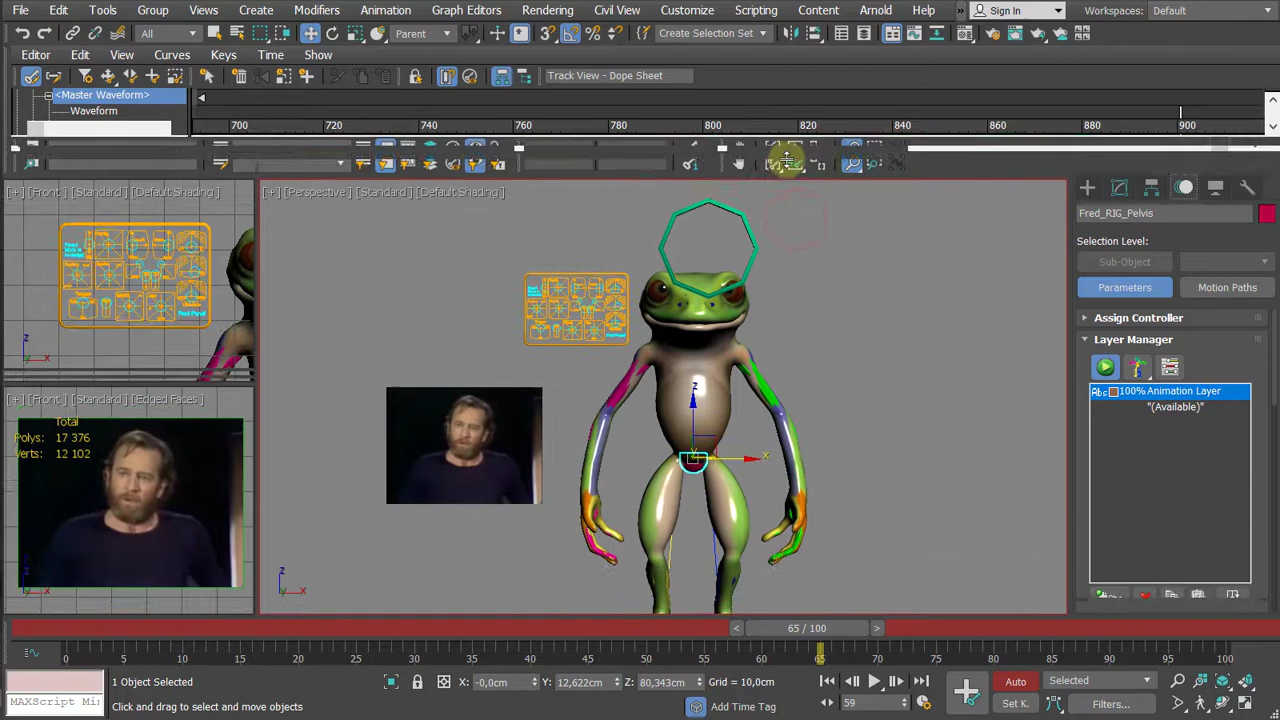 File Edit Tools Group Views Create Modifiers Animation Graph Editors Rendering Civil View Customize Scripting Content Arnold Help » Sign In Workspaces: Default
All Parent Create Selection Set
Editor Edit View Curves Keys Time Show
Track View - Dope Sheet
<Master Waveform>
Waveform
700 720 740 760 780 800 820 840 860 880 900
[+] [Front] [Standard] [Default Shading]
[+] [Perspective] [Standard] [Default Shading]
Fred_RIG_Pelvis
Selection Level:
Sub-Object
Parameters Motion Paths
Assign Controller
Layer Manager
Abs 100% Animation Layer
"(Available)"
z
x
y
[+] [Front] [Standard] [Edged Faces]
Total
Polys: 17 376
Verts: 12 102
z
x
y
z
x
y
z
x
< 65 / 100 >
0 5 10 15 20 25 30 35 40 45 50 55 60 65 70 75 80 85 90 95 100
1 Object Selected
X: -0,0cm Y: 12,622cm Z: 80,343cm Grid = 10,0cm
Auto Selected
MAXScript Mi
Click and drag to select and move objects
Add Time Tag
59
Set K. Filters...